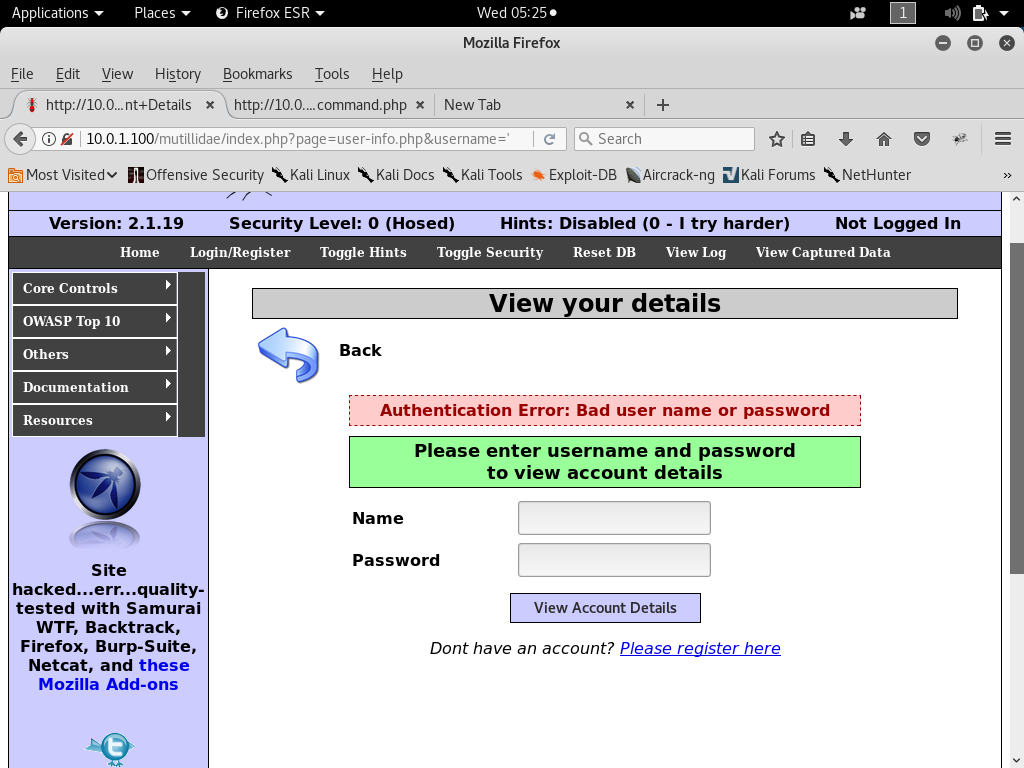 Applications Places Firefox ESR Wed 05:25 1
Mozilla Firefox
File Edit View History Bookmarks Tools Help
http://10.0...nt+Details http://10.0....command.php New Tab
10.0.1.100/mutillidae/index.php?page=user-info.php&username=' Search
Most Visited Offensive Security Kali Linux Kali Docs Kali Tools Exploit-DB Aircrack-ng Kali Forums NetHunter »
Version: 2.1.19 Security Level: 0 (Hosed) Hints: Disabled (0 - I try harder) Not Logged In
Home Login/Register Toggle Hints Toggle Security Reset DB View Log View Captured Data
Core Controls
OWASP Top 10
Others
Documentation
Resources
Site
hacked...err...quality-
tested with Samurai
WTF, Backtrack,
Firefox, Burp-Suite,
Netcat, and these
Mozilla Add-ons
View your details
Back
Authentication Error: Bad user name or password
Please enter username and password
to view account details
Name
Password
View Account Details
Dont have an account? Please register here